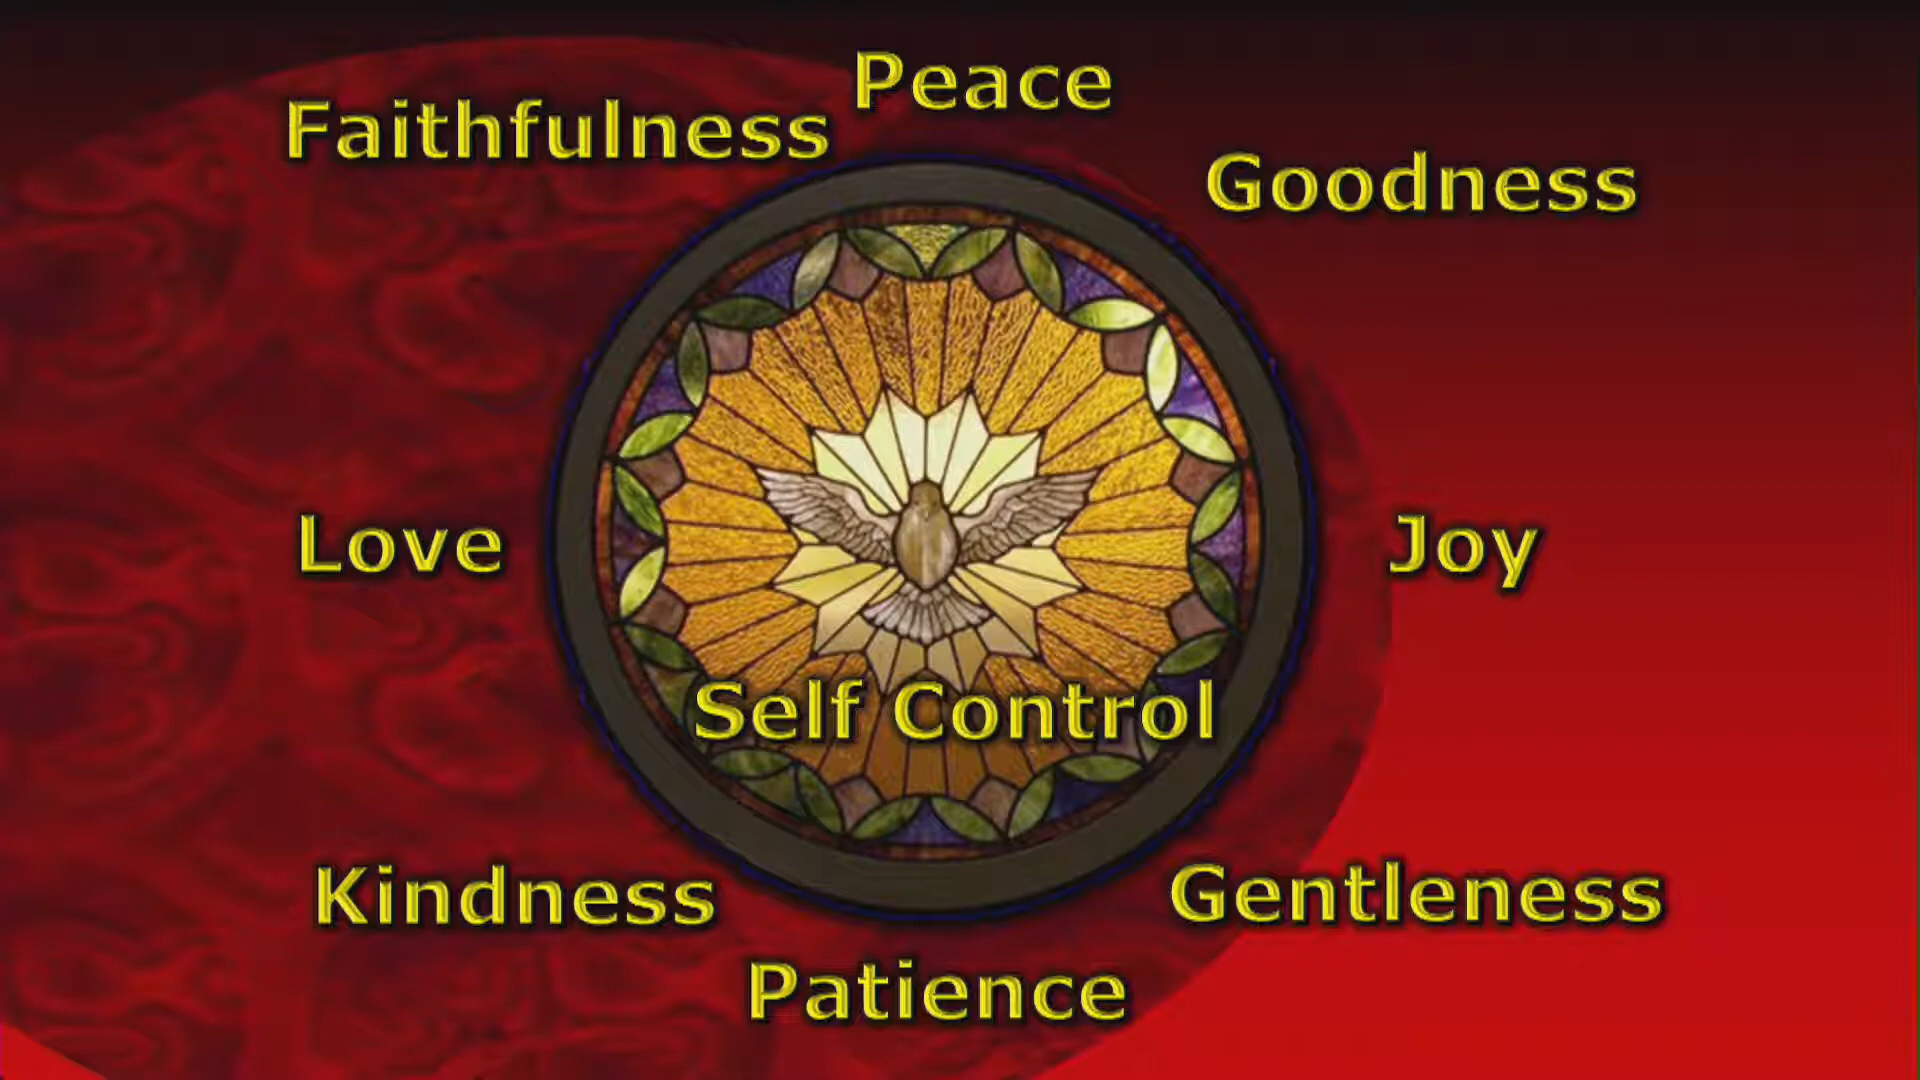 Peace
Faithfulness
Goodness
Love
Joy
Self Control
Kindness
Gentleness
Patience